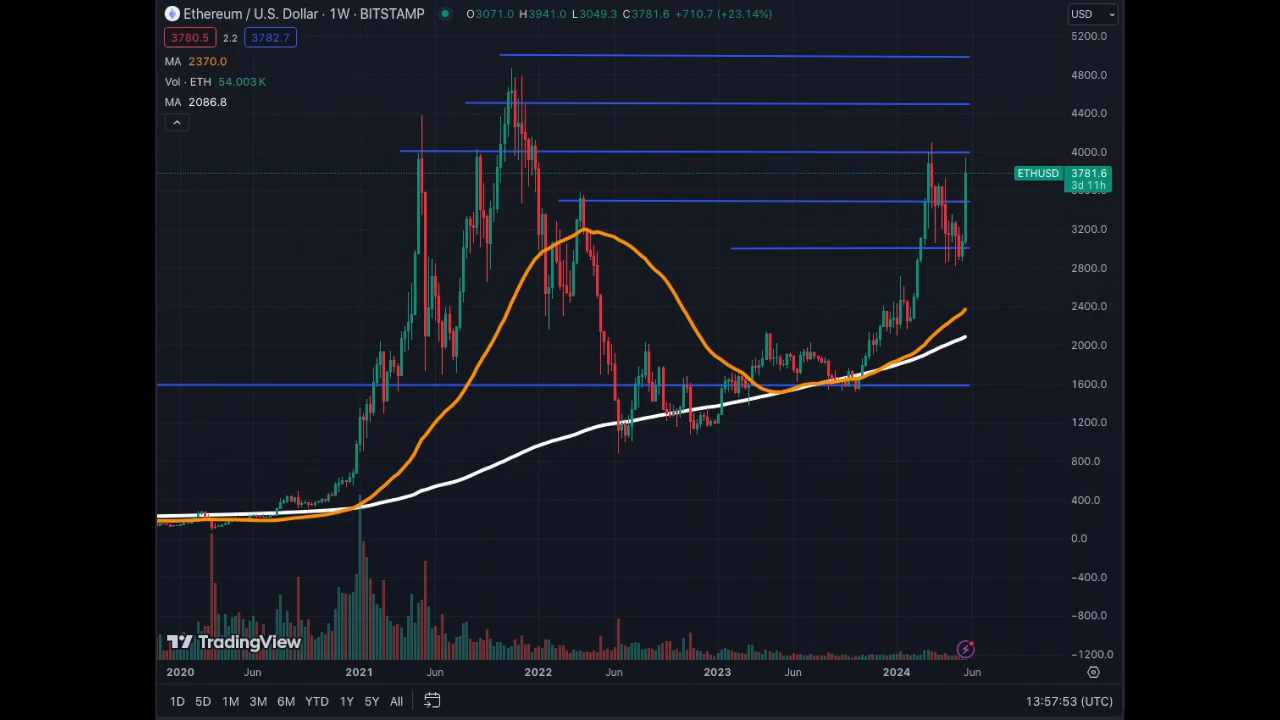 Ethereum / U.S. Dollar · 1W · BITSTAMP O3071.0 H3941.0 L3049.3 C3781.6 +710.7 (+23.14%)
USD
3780.5 2.2 3782.7
MA 2370.0
Vol · ETH 54.003 K
MA 2086.8
5200.0
4800.0
4400.0
4000.0
ETHUSD 3781.6
3d 11h
3200.0
2800.0
2400.0
2000.0
1600.0
1200.0
800.0
400.0
0.0
−400.0
−800.0
−1200.0
TradingView
2020 Jun 2021 Jun 2022 Jun 2023 Jun 2024 Jun
1D 5D 1M 3M 6M YTD 1Y 5Y All
13:57:53 (UTC)